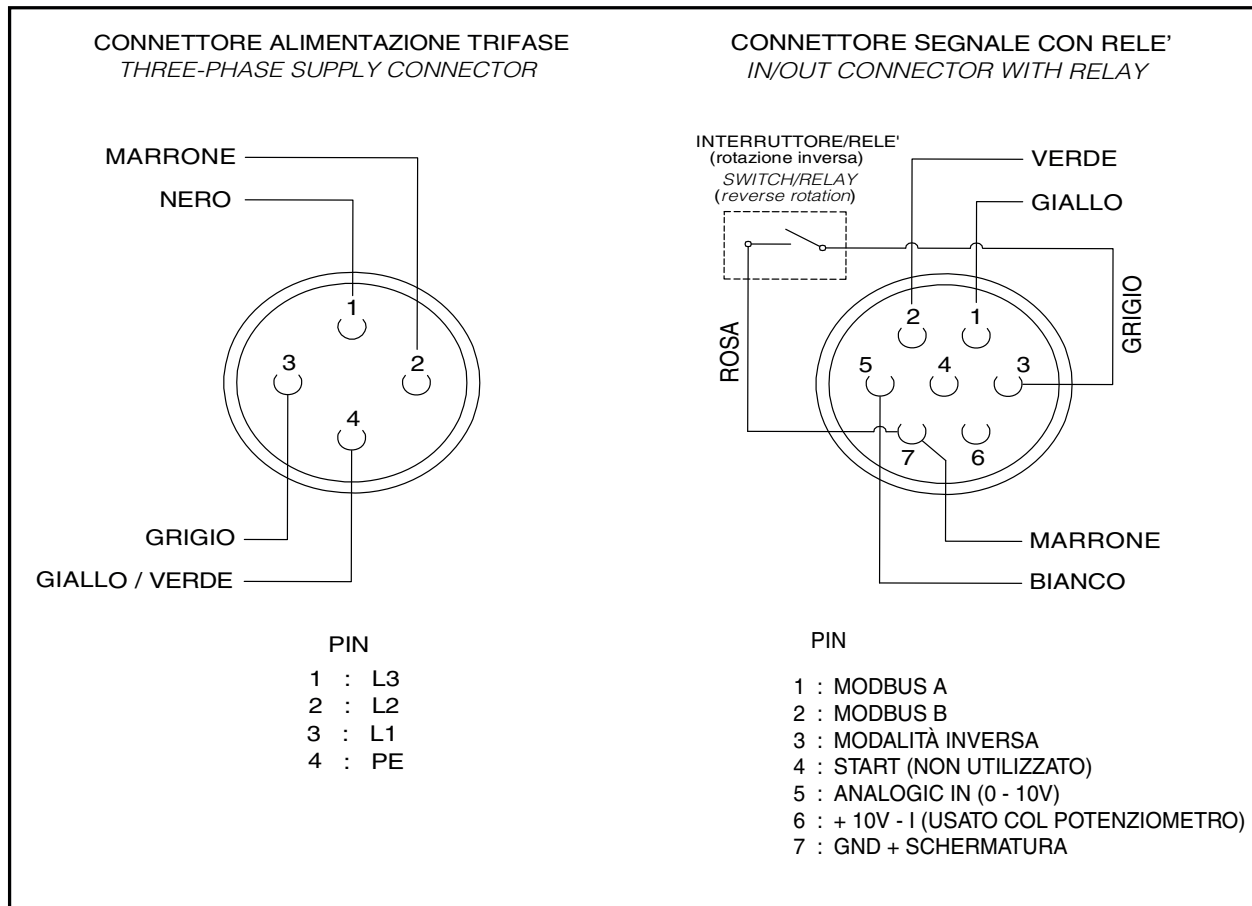 CONNETTORE ALIMENTAZIONE TRIFASE
THREE-PHASE SUPPLY CONNECTOR
MARRONE
NERO
1
3
2
4
GRIGIO
GIALLO / VERDE
PIN
1 : L3
2 : L2
3 : L1
4 : PE
CONNETTORE SEGNALE CON RELE'
IN/OUT CONNECTOR WITH RELAY
INTERRUTTORE/RELE'
(rotazione inversa)
SWITCH/RELAY
(reverse rotation)
VERDE
GIALLO
ROSA
GRIGIO
2
1
5
4
3
7
6
MARRONE
BIANCO
PIN
1 : MODBUS A
2 : MODBUS B
3 : MODALITÀ INVERSA
4 : START (NON UTILIZZATO)
5 : ANALOGIC IN (0 - 10V)
6 : + 10V - I (USATO COL POTENZIOMETRO)
7 : GND + SCHERMATURA